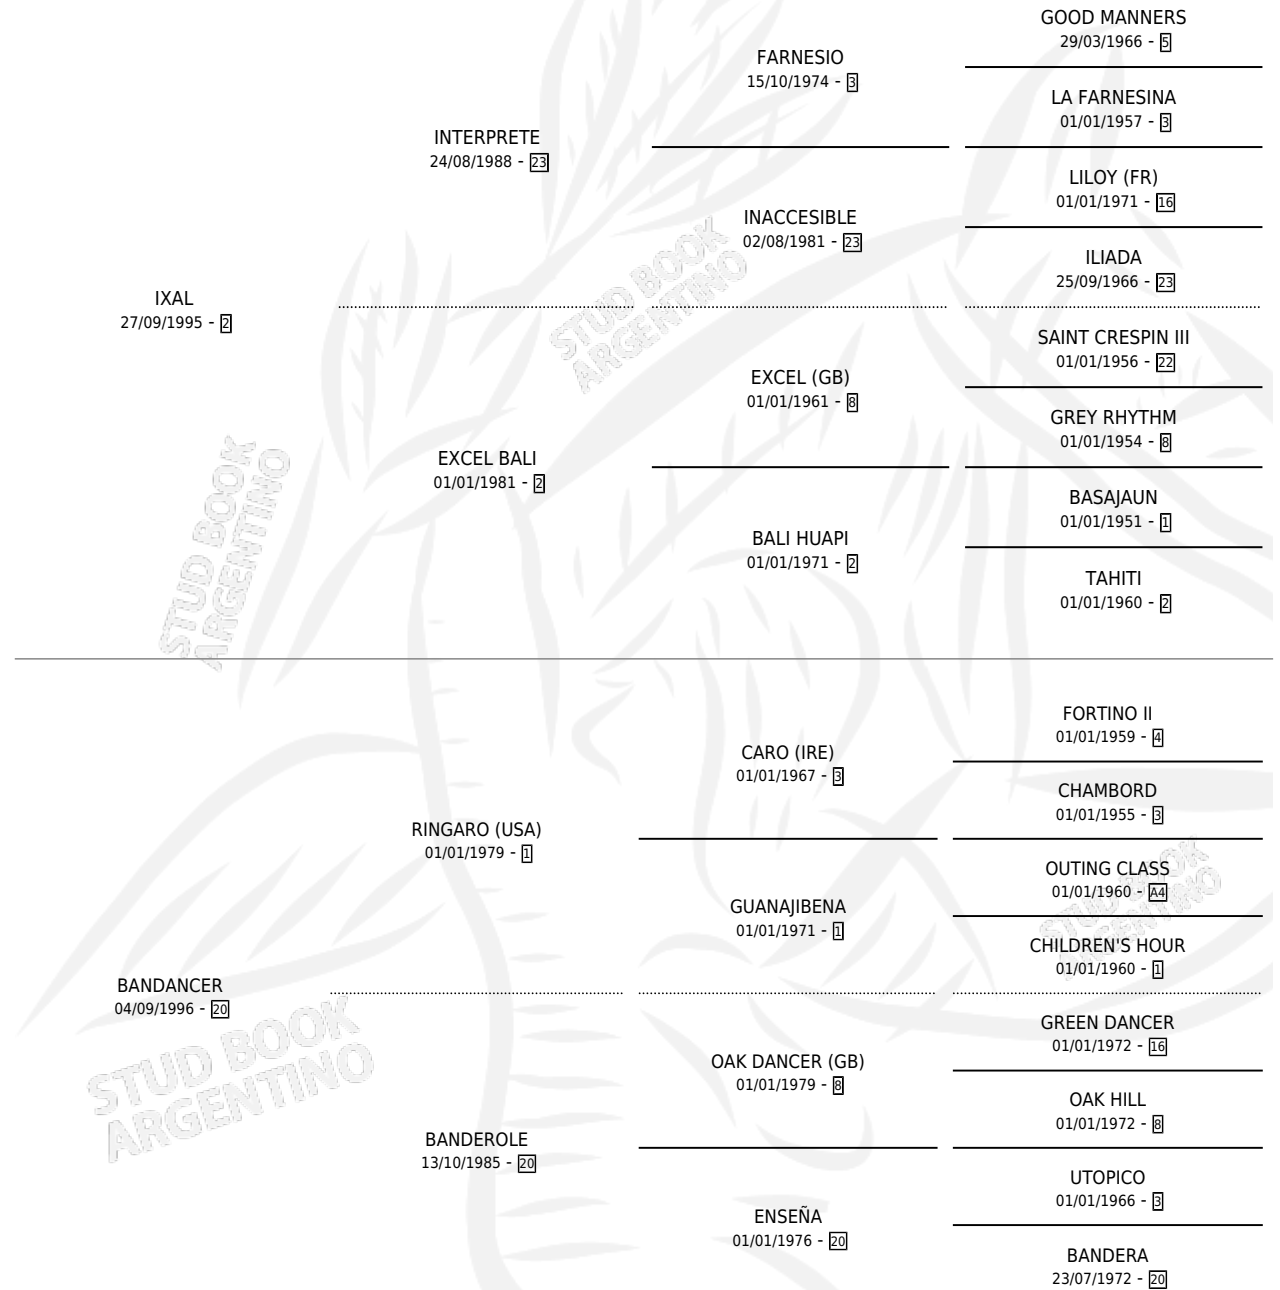 GOOD MANNERS
29/03/1966 - 5
FARNESIO
15/10/1974 - 3
LA FARNESINA
01/01/1957 - 3
INTERPRETE
24/08/1988 - 23
LILOY (FR)
01/01/1971 - 16
INACCESIBLE
02/08/1981 - 23
ILIADA
25/09/1966 - 23
IXAL
27/09/1995 - 2
SAINT CRESPIN III
01/01/1956 - 22
EXCEL (GB)
01/01/1961 - 8
GREY RHYTHM
01/01/1954 - 8
EXCEL BALI
01/01/1981 - 2
BASAJAUN
01/01/1951 - 1
BALI HUAPI
01/01/1971 - 2
TAHITI
01/01/1960 - 2
FORTINO II
01/01/1959 - 4
CARO (IRE)
01/01/1967 - 3
CHAMBORD
01/01/1955 - 3
RINGARO (USA)
01/01/1979 - 1
OUTING CLASS
01/01/1960 - A4
GUANAJIBENA
01/01/1971 - 1
CHILDREN'S HOUR
01/01/1960 - 1
BANDANCER
04/09/1996 - 20
GREEN DANCER
01/01/1972 - 16
OAK DANCER (GB)
01/01/1979 - 8
OAK HILL
01/01/1972 - 8
BANDEROLE
13/10/1985 - 20
UTOPICO
01/01/1966 - 3
ENSEÑA
01/01/1976 - 20
BANDERA
23/07/1972 - 20
STUD BOOK
ARGENTINO
STUD BOOK
ARGENTINO
STUD BOOK
ARGENTINO
STUD BOOK
ARGENTINO